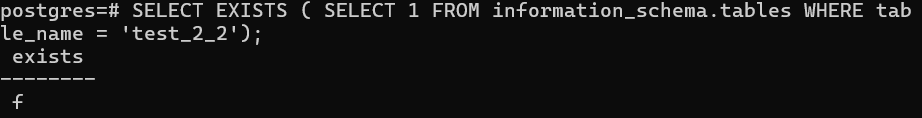 postgres=# SELECT EXISTS ( SELECT 1 FROM information_schema.tables WHERE tab
le_name = 'test_2_2');
 exists
--------
 f